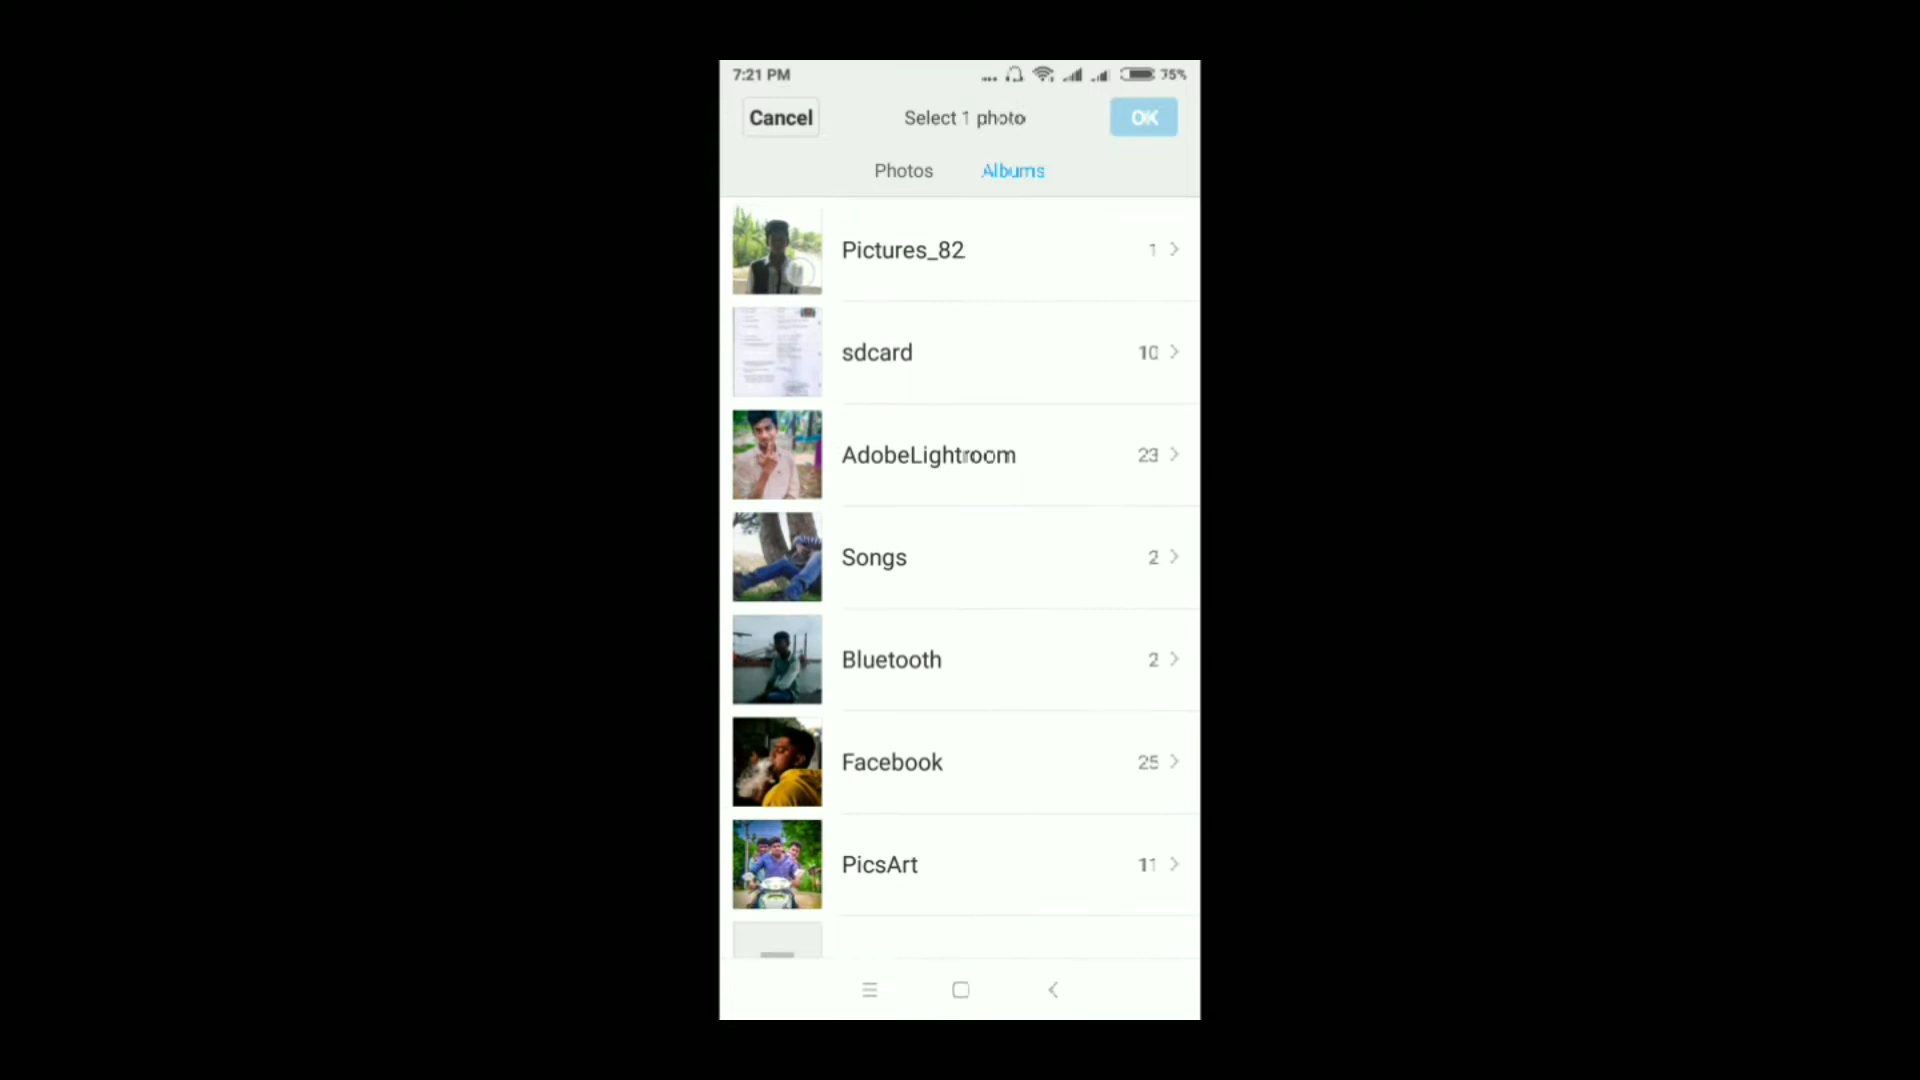 7:21 PM
75%
Cancel
Select 1 photo
OK
Photos
Albums
Pictures_82
1
sdcard
10
AdobeLightroom
23
Songs
2
Bluetooth
2
Facebook
25
PicsArt
11